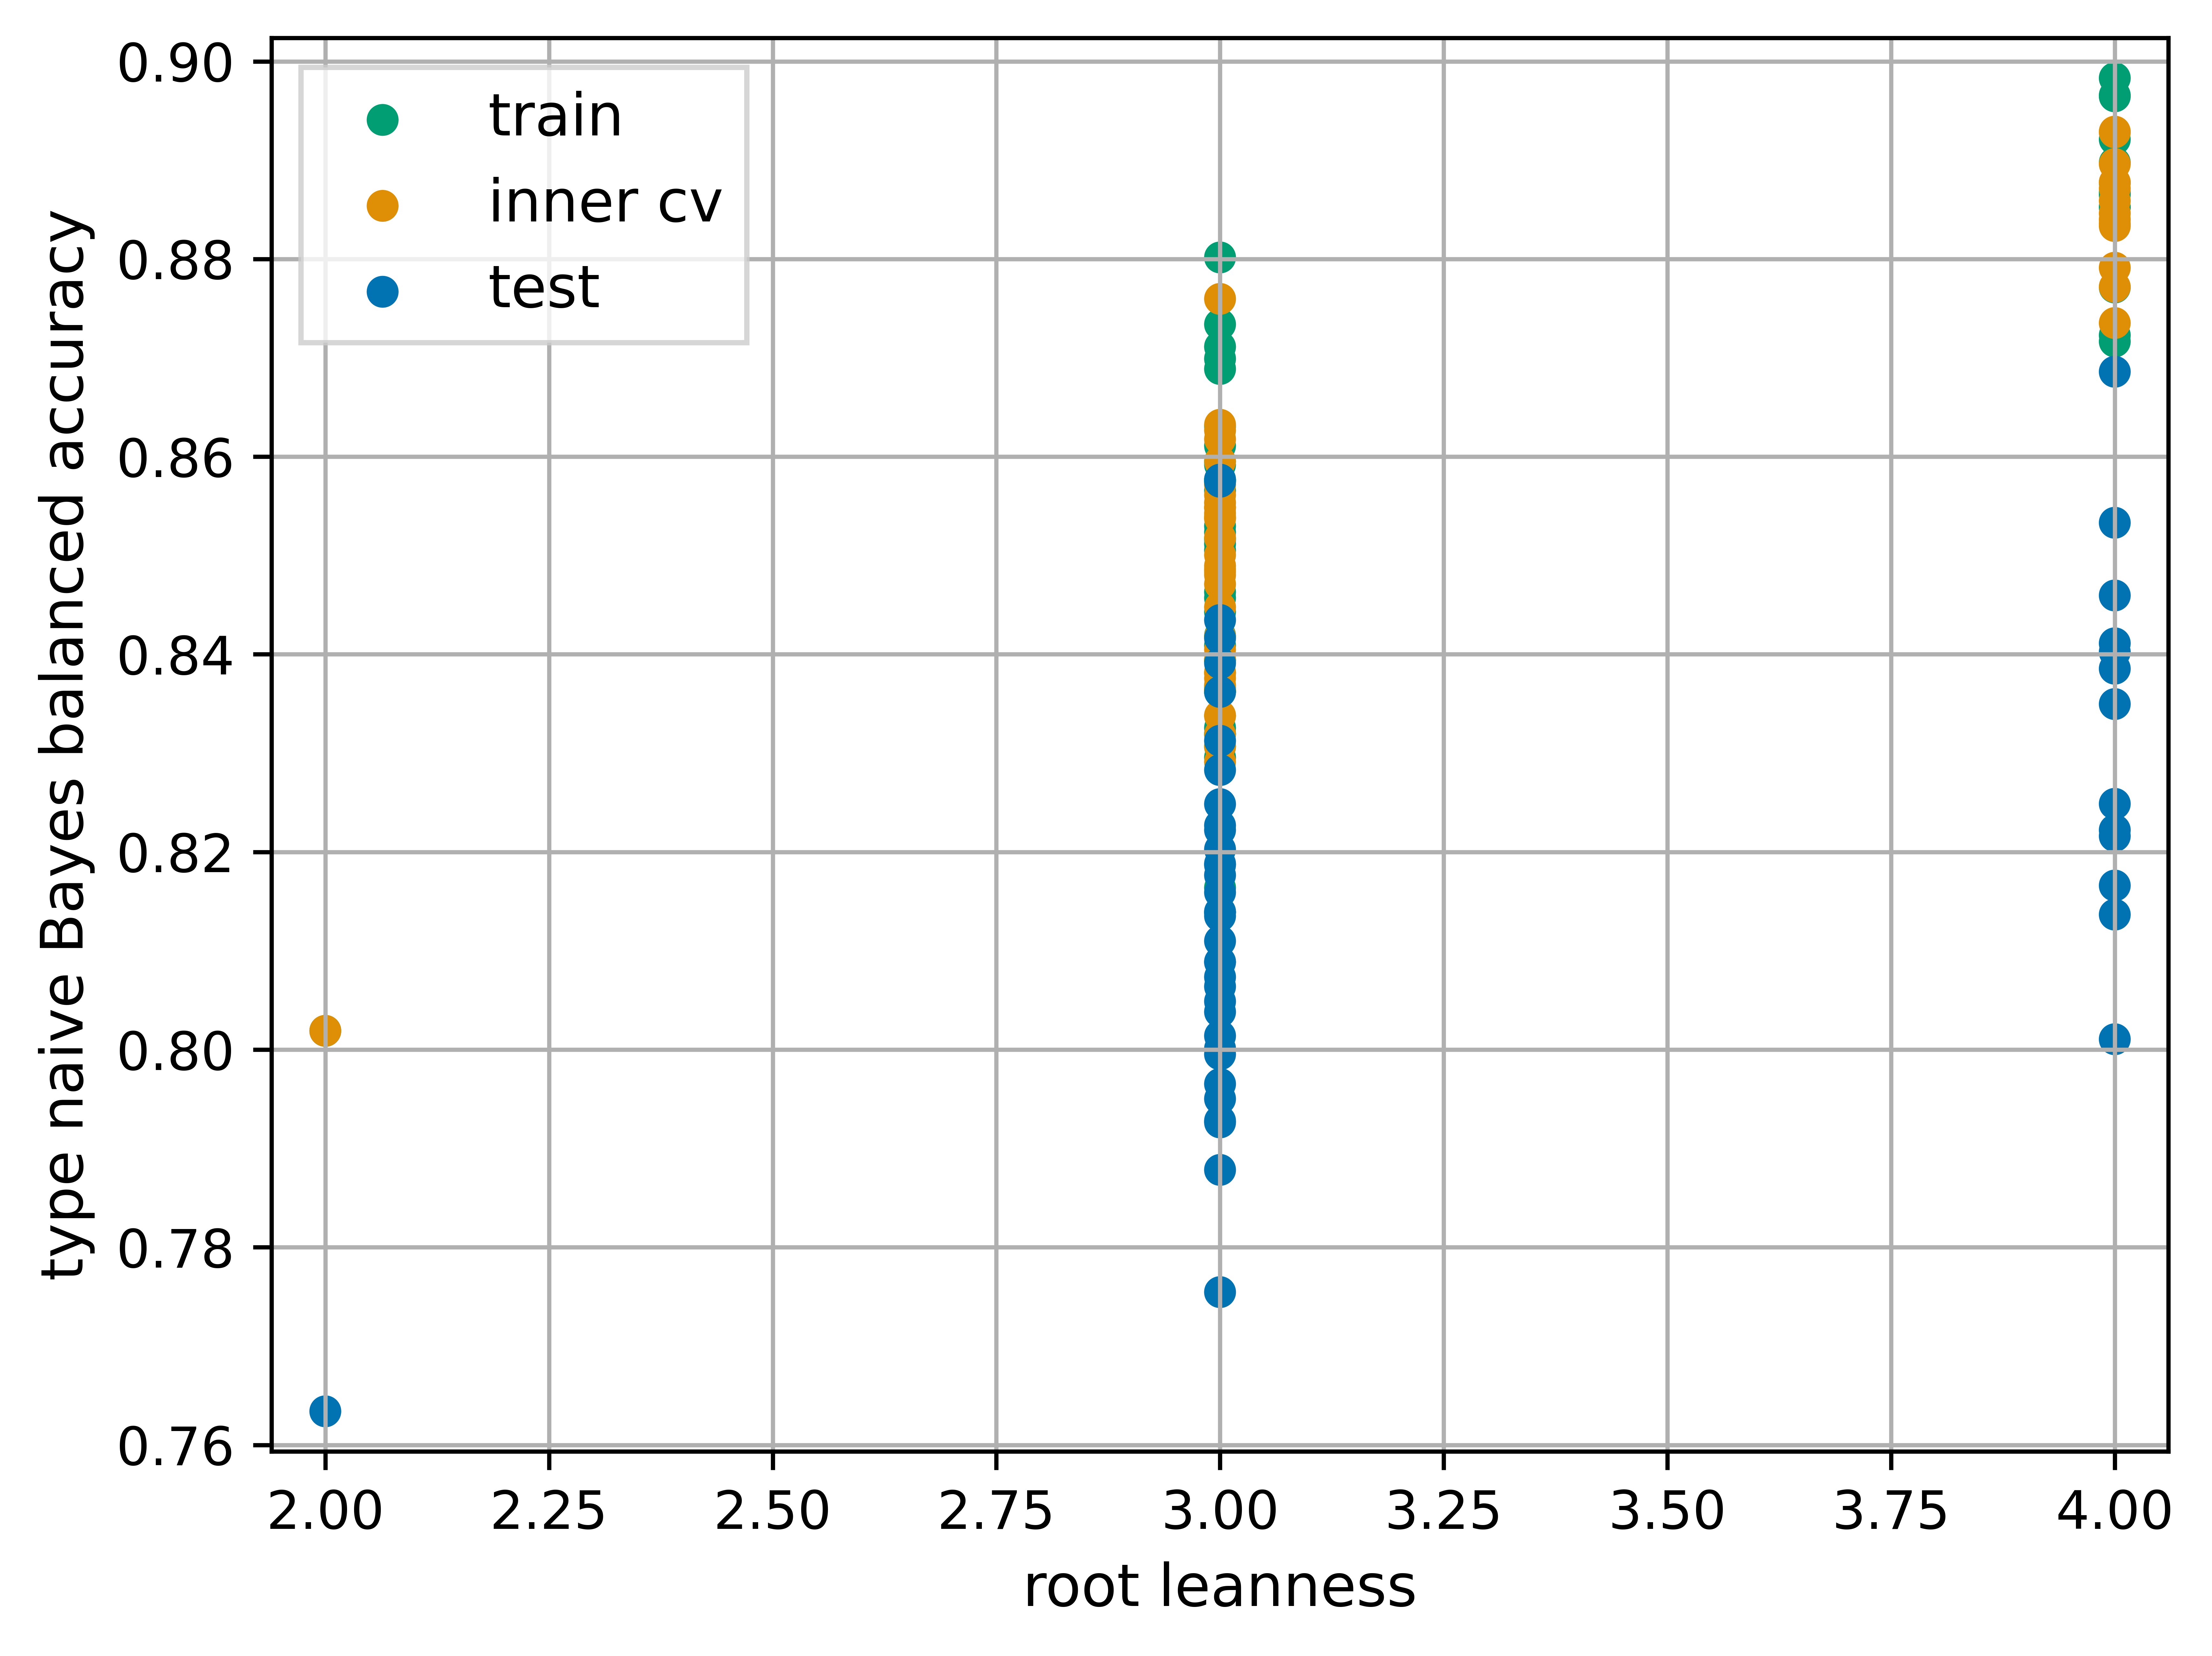 train
inner cv
test
type naive Bayes balanced accuracy
0.90
0.88
0.86
0.84
0.82
0.80
0.78
0.76
2.00 2.25 2.50 2.75 3.00 3.25 3.50 3.75 4.00
root leanness